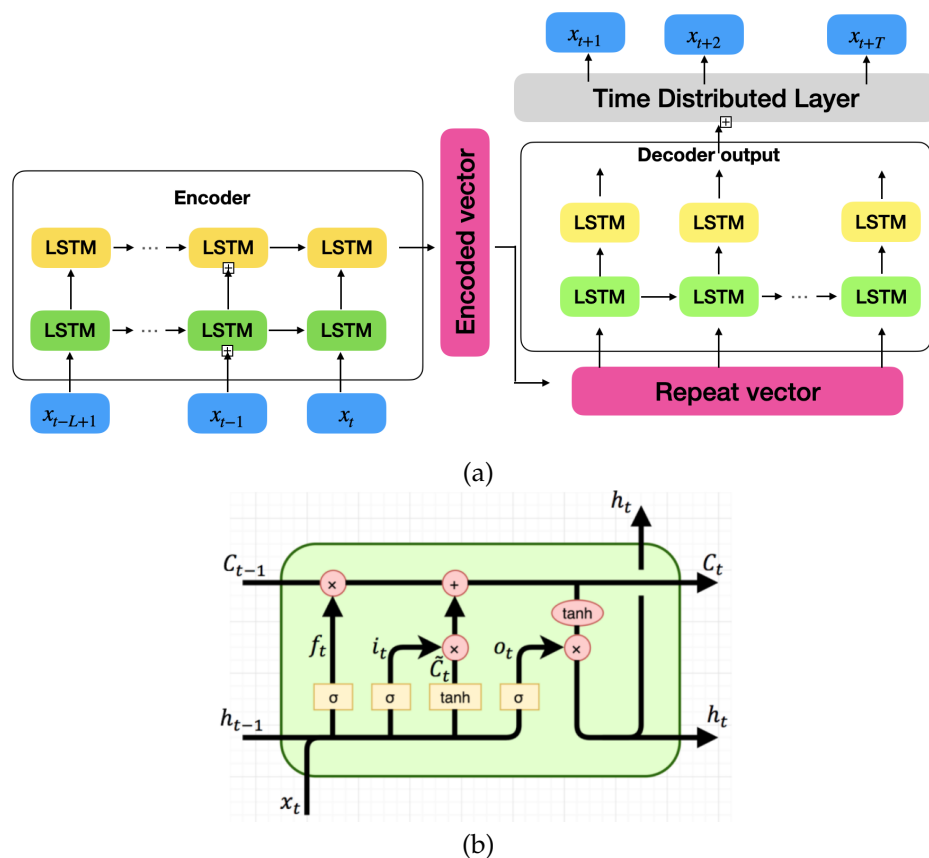 x_{t+1} x_{t+2} x_{t+T}
Time Distributed Layer
Decoder output
Encoder
Encoded vector
LSTM ... LSTM LSTM
LSTM ... LSTM LSTM
x_{t-L+1} x_{t-1} x_t
LSTM LSTM LSTM
LSTM LSTM ... LSTM
Repeat vector
(a)
h_t
C_{t-1} × + C_t
tanh
f_t i_t × o_t ×
C̃_t
σ σ tanh σ
h_{t-1} h_t
x_t
(b)